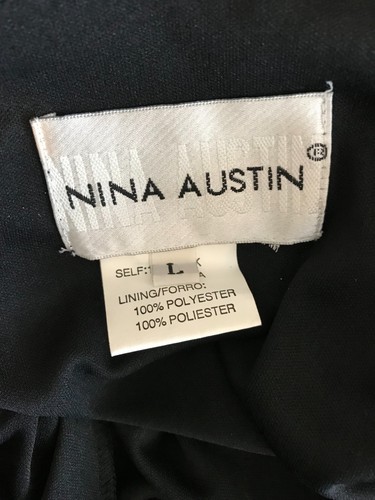 NINA AUSTIN ®
SELF: L
LINING/FORRO:
100% POLYESTER
100% POLIESTER